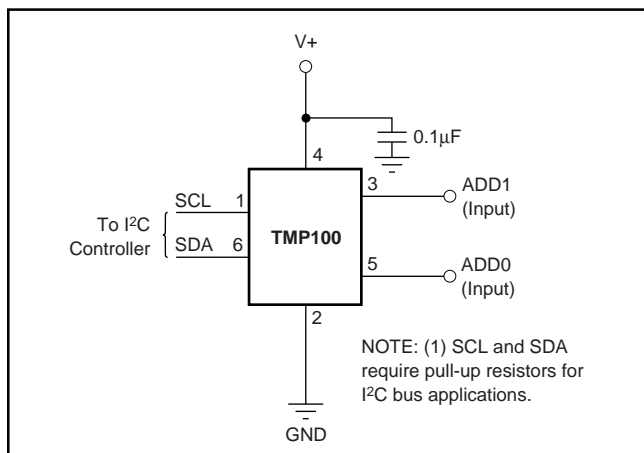 V+
0.1µF
4
SCL 1
3 ADD1
(Input)
To I²C
Controller
TMP100
SDA 6
5 ADD0
(Input)
2
NOTE: (1) SCL and SDA
require pull-up resistors for
I²C bus applications.
GND